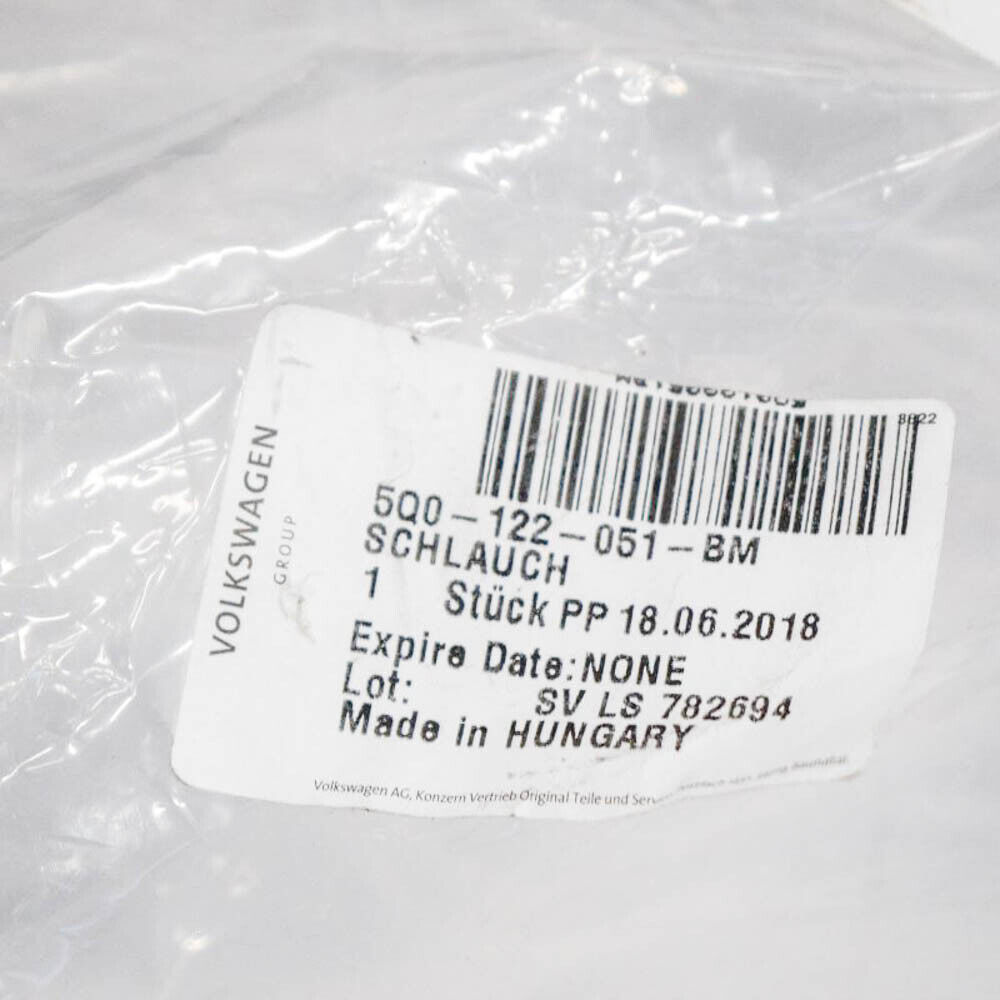 VOLKSWAGEN
GROUP
5Q0-122-051-BM
SCHLAUCH
1 Stück PP 18.06.2018
Expire Date:NONE
Lot: SV LS 782694
Made in HUNGARY
Volkswagen AG, Konzern Vertrieb Original Teile und